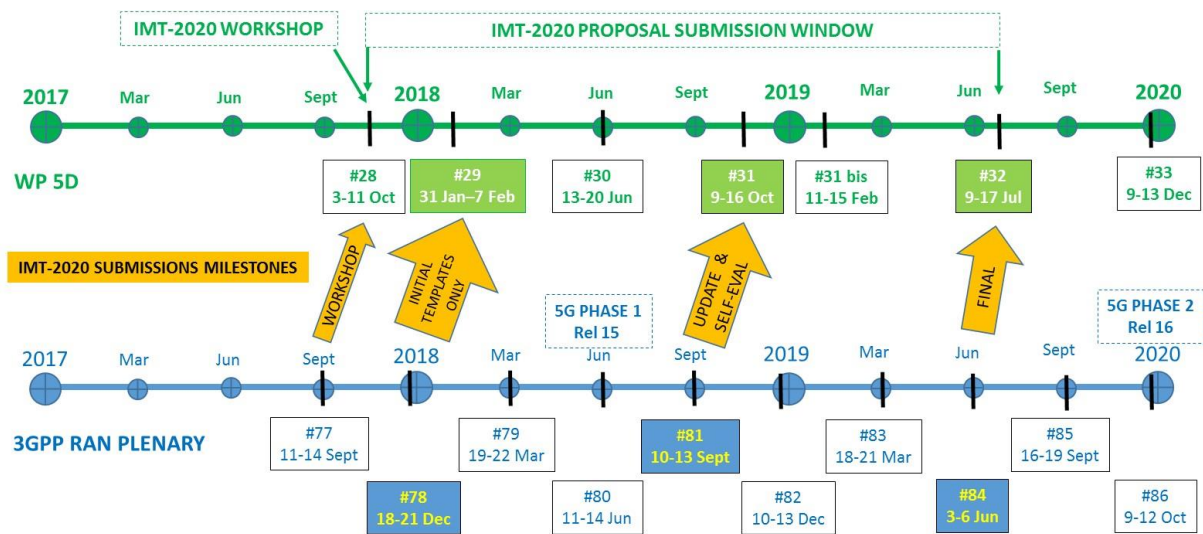 IMT-2020 WORKSHOP
IMT-2020 PROPOSAL SUBMISSION WINDOW
2017
Mar
Jun
Sept
2018
Mar
Jun
Sept
2019
Mar
Jun
Sept
2020
WP 5D
#28
3-11 Oct
#29
31 Jan–7 Feb
#30
13-20 Jun
#31
9-16 Oct
#31 bis
11-15 Feb
#32
9-17 Jul
#33
9-13 Dec
IMT-2020 SUBMISSIONS MILESTONES
WORKSHOP
INITIAL
TEMPLATES
ONLY
UPDATE &
SELF-EVAL
FINAL
5G PHASE 1
Rel 15
5G PHASE 2
Rel 16
2017
Mar
Jun
Sept
2018
Mar
Jun
Sept
2019
Mar
Jun
Sept
2020
3GPP RAN PLENARY
#77
11-14 Sept
#78
18-21 Dec
#79
19-22 Mar
#80
11-14 Jun
#81
10-13 Sept
#82
10-13 Dec
#83
18-21 Mar
#84
3-6 Jun
#85
16-19 Sept
#86
9-12 Oct